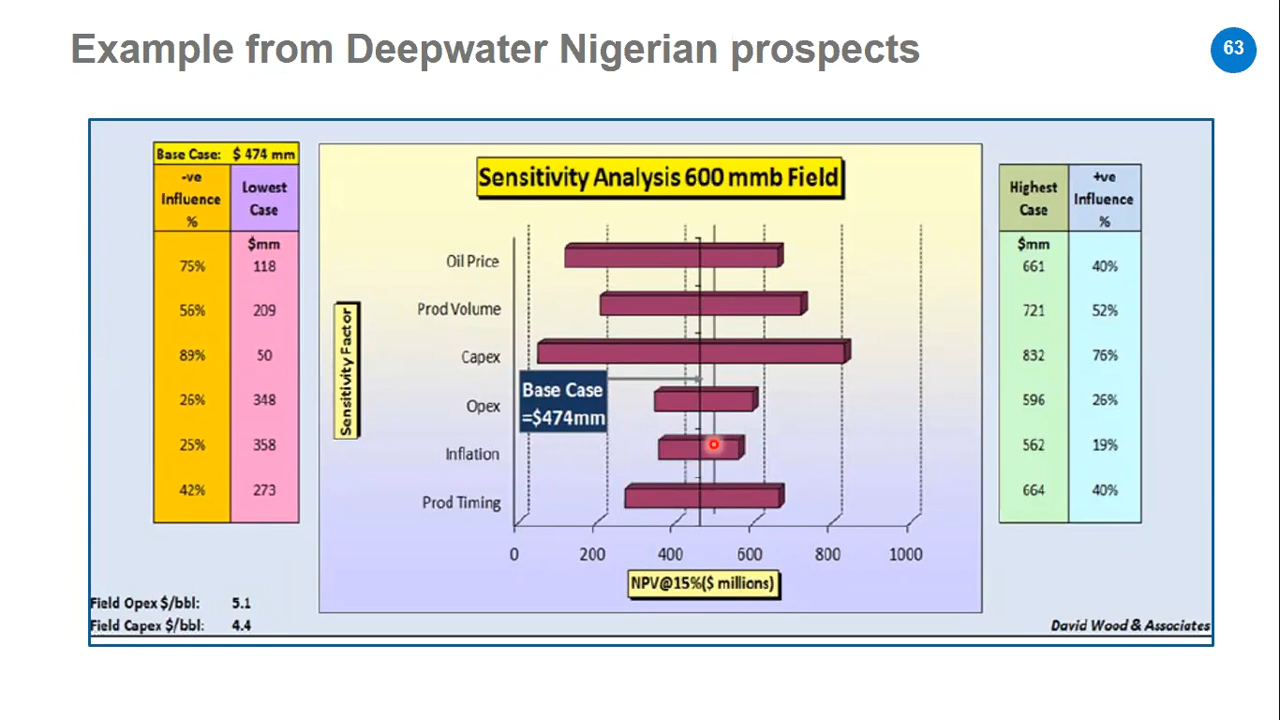 Example from Deepwater Nigerian prospects
63
Base Case: $ 474 mm
-ve Influence %
Lowest Case
$mm
75% 118
56% 209
89% 50
26% 348
25% 358
42% 273
Sensitivity Analysis 600 mmb Field
Sensitivity Factor
Oil Price
Prod Volume
Capex
Opex
Inflation
Prod Timing
Base Case
=$474mm
0 200 400 600 800 1000
NPV@15%($ millions)
Highest Case
+ve Influence %
$mm
661 40%
721 52%
832 76%
596 26%
562 19%
664 40%
Field Opex $/bbl: 5.1
Field Capex $/bbl: 4.4
David Wood & Associates